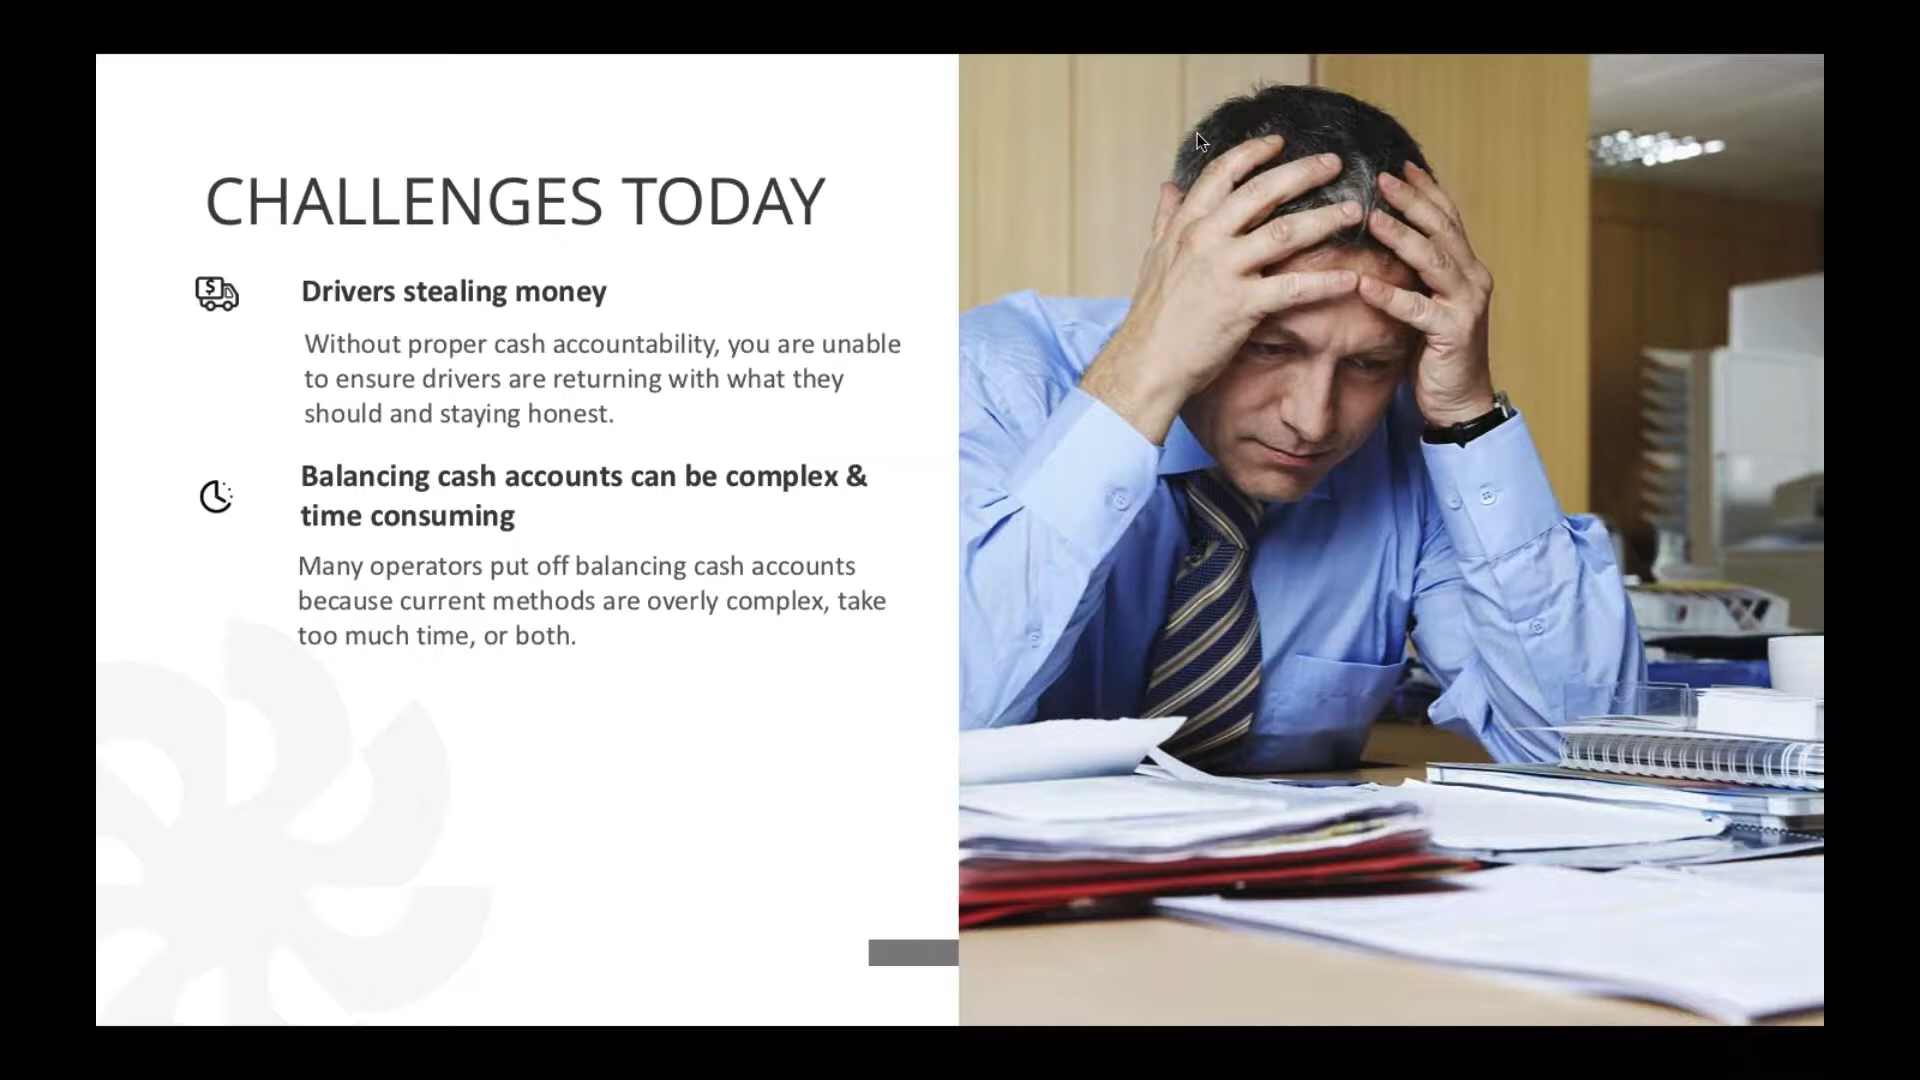 CHALLENGES TODAY
$
Drivers stealing money
Without proper cash accountability, you are unable
to ensure drivers are returning with what they
should and staying honest.
Balancing cash accounts can be complex &
time consuming
Many operators put off balancing cash accounts
because current methods are overly complex, take
too much time, or both.